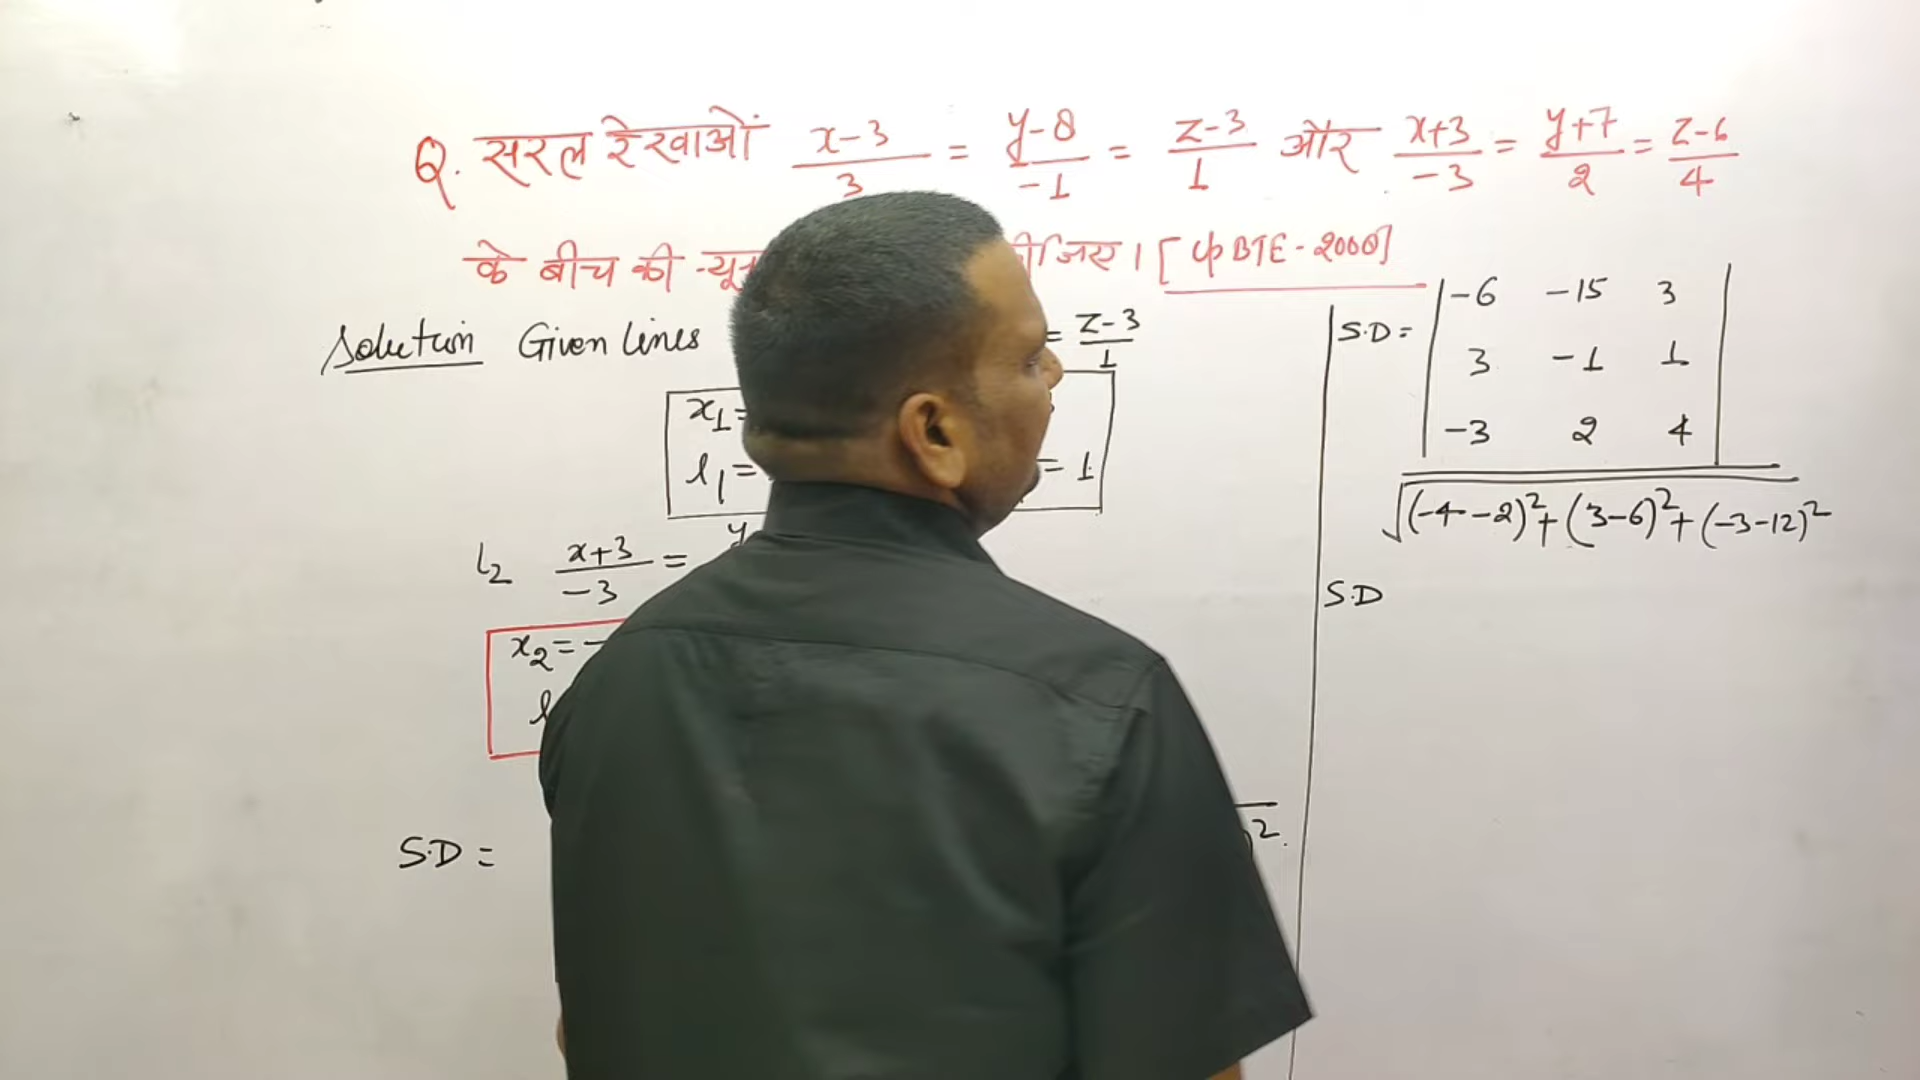 Q. सरल रेखाओं x-3/3 = y-8/-1 = z-3/1 और x+3/-3 = y+7/2 = z-6/4
के बीच की जिए। [UPBTE-2000]
Solution Given lines = z-3/1
x₁=
l₁= = 1
L₂ x+3/-3 =
x₂=-
S.D =
)².
S.D= | -6 -15 3
3 -1 1
-3 2 4 |
√(-4-2)²+(3-6)²+(-3-12)²
S.D